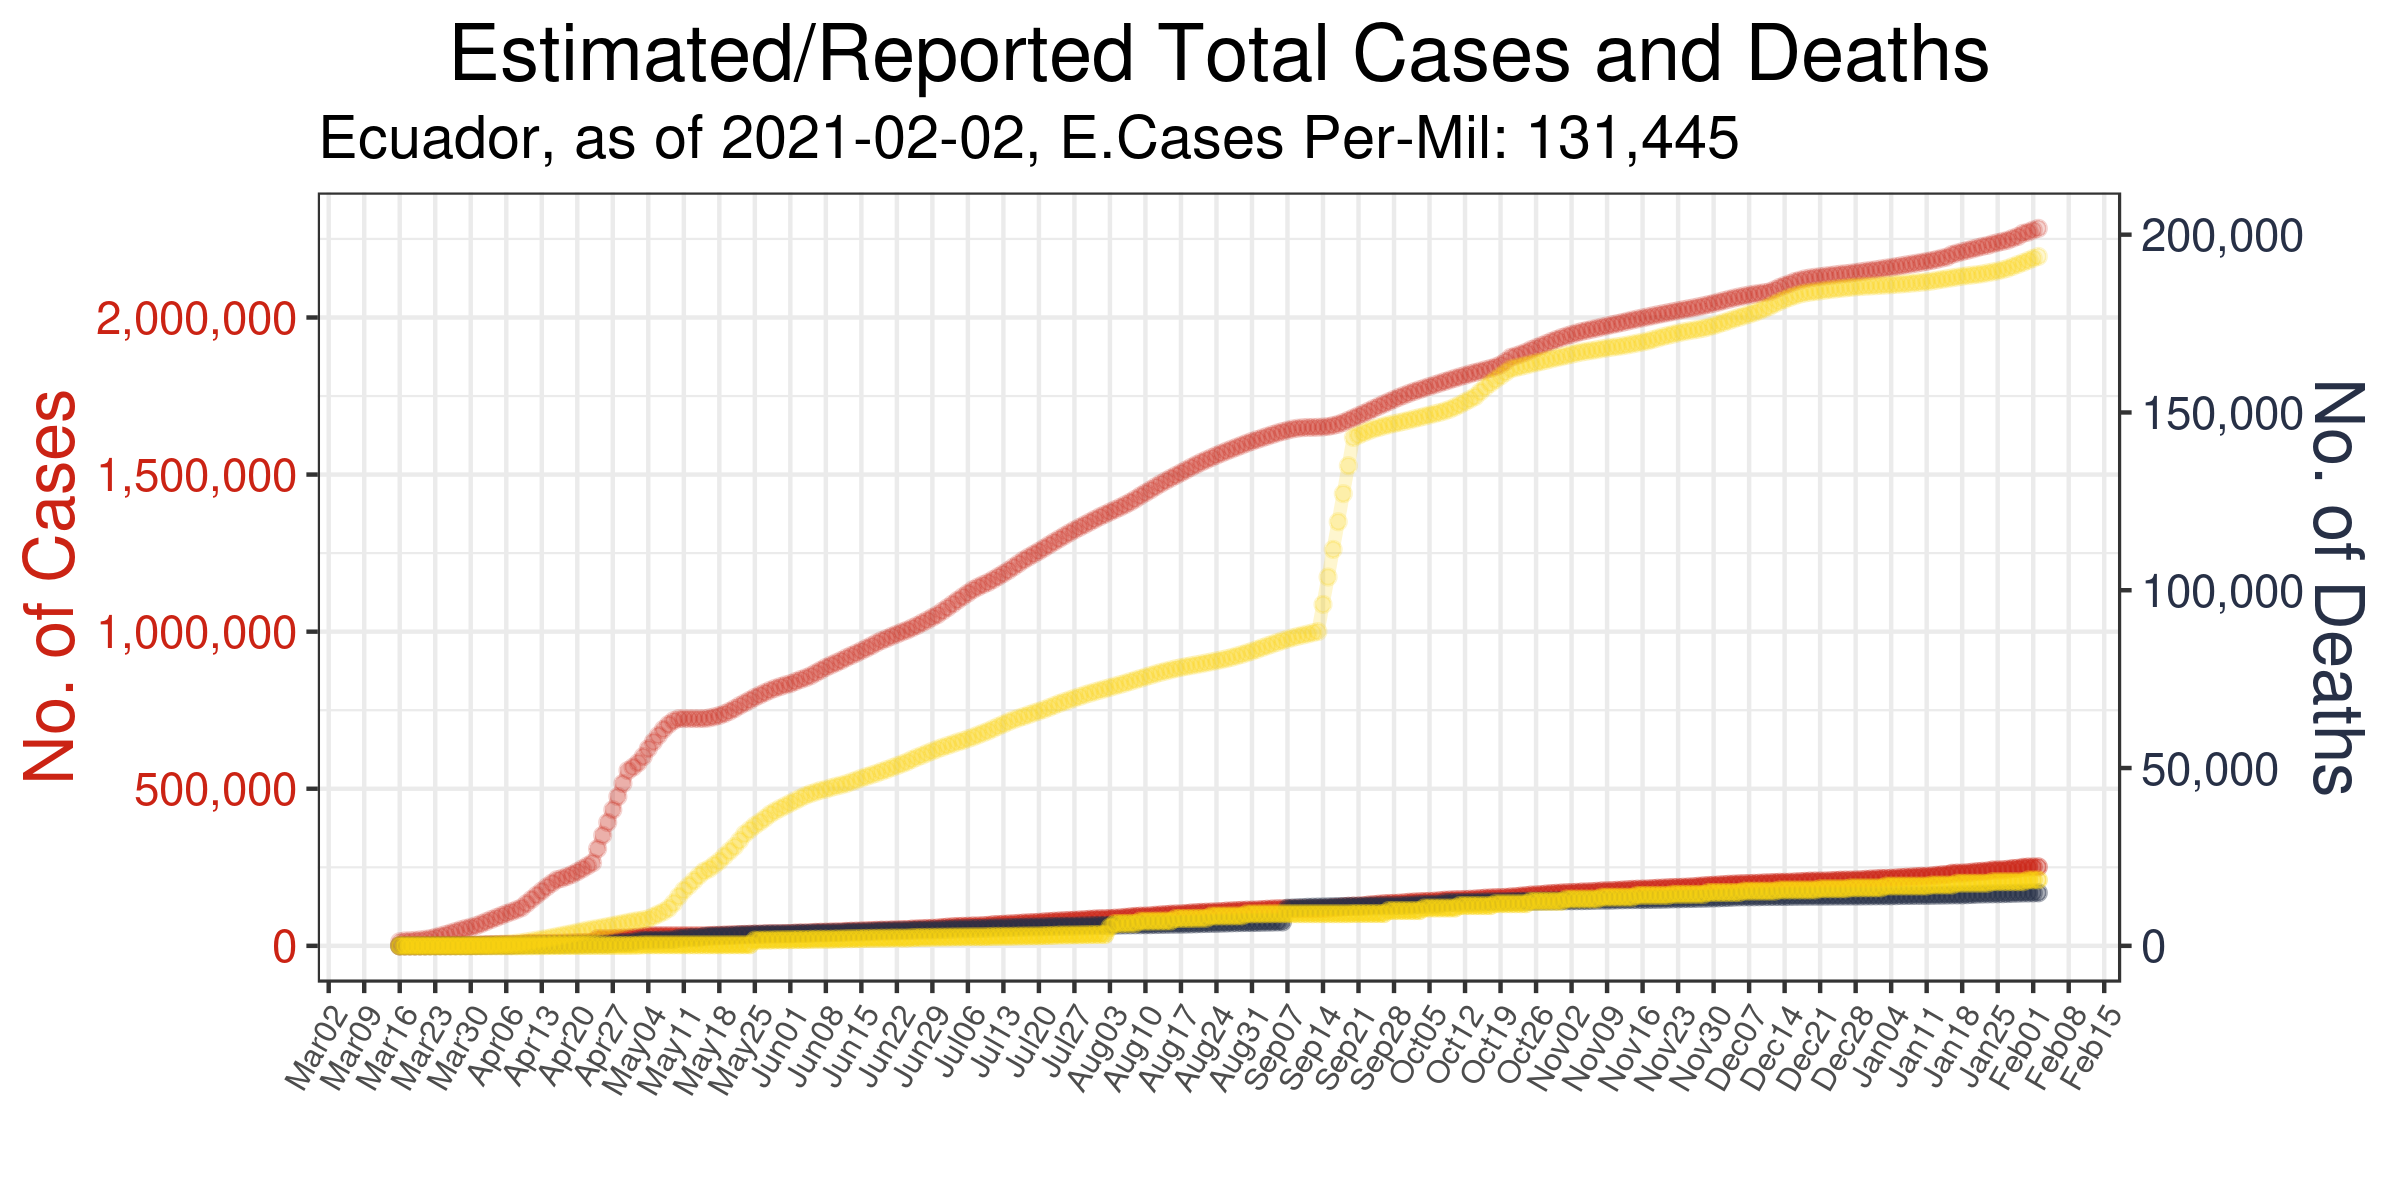 Estimated/Reported Total Cases and Deaths
Ecuador, as of 2021-02-02, E.Cases Per-Mil: 131,445
No. of Cases
2,000,000
1,500,000
1,000,000
500,000
0
200,000
150,000
100,000
50,000
0
No. of Deaths
Mar02
Mar09
Mar16
Mar23
Mar30
Apr06
Apr13
Apr20
Apr27
May04
May11
May18
May25
Jun01
Jun08
Jun15
Jun22
Jun29
Jul06
Jul13
Jul20
Jul27
Aug03
Aug10
Aug17
Aug24
Aug31
Sep07
Sep14
Sep21
Sep28
Oct05
Oct12
Oct19
Oct26
Nov02
Nov09
Nov16
Nov23
Nov30
Dec07
Dec14
Dec21
Dec28
Jan04
Jan11
Jan18
Jan25
Feb01
Feb08
Feb15